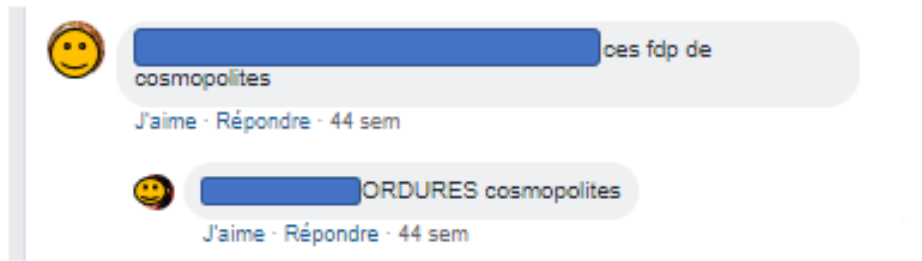 ces fdp de
cosmopolites
J'aime · Répondre · 44 sem
ORDURES cosmopolites
J'aime · Répondre · 44 sem